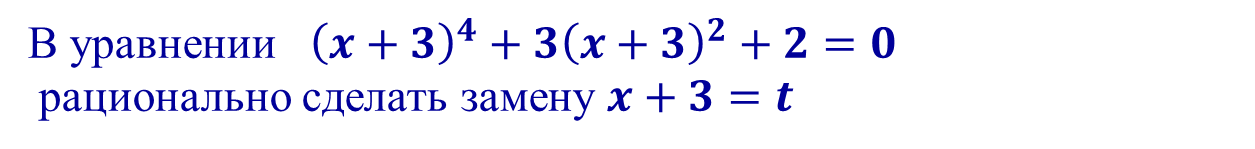 В уравнении (x + 3)⁴ + 3(x + 3)² + 2 = 0
рационально сделать замену x + 3 = t